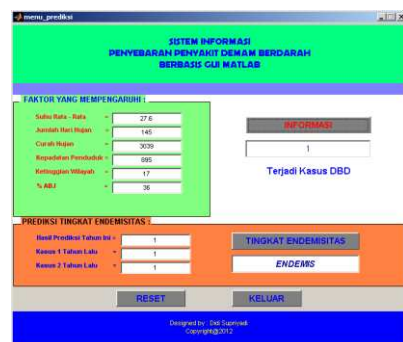 menu_prediksi
SISTEM INFORMASI
PENYEBARAN PENYAKIT DEMAM BERDARAH
BERBASIS GUI MATLAB
FAKTOR YANG MEMPENGARUHI :
Suhu Rata - Rata = 27.6
Jumlah Hari Hujan = 145
Curah Hujan = 3039
Kepadatan Penduduk = 695
Ketinggian Wilayah = 17
% ABJ = 36
INFORMASI
1
Terjadi Kasus DBD
PREDIKSI TINGKAT ENDEMISITAS :
Hasil Prediksi Tahun Ini = 1
Kasus 1 Tahun Lalu = 1
Kasus 2 Tahun Lalu = 1
TINGKAT ENDEMISITAS
ENDEMIS
RESET
KELUAR
Designed by : Didi Supriyadi
Copyright@2012